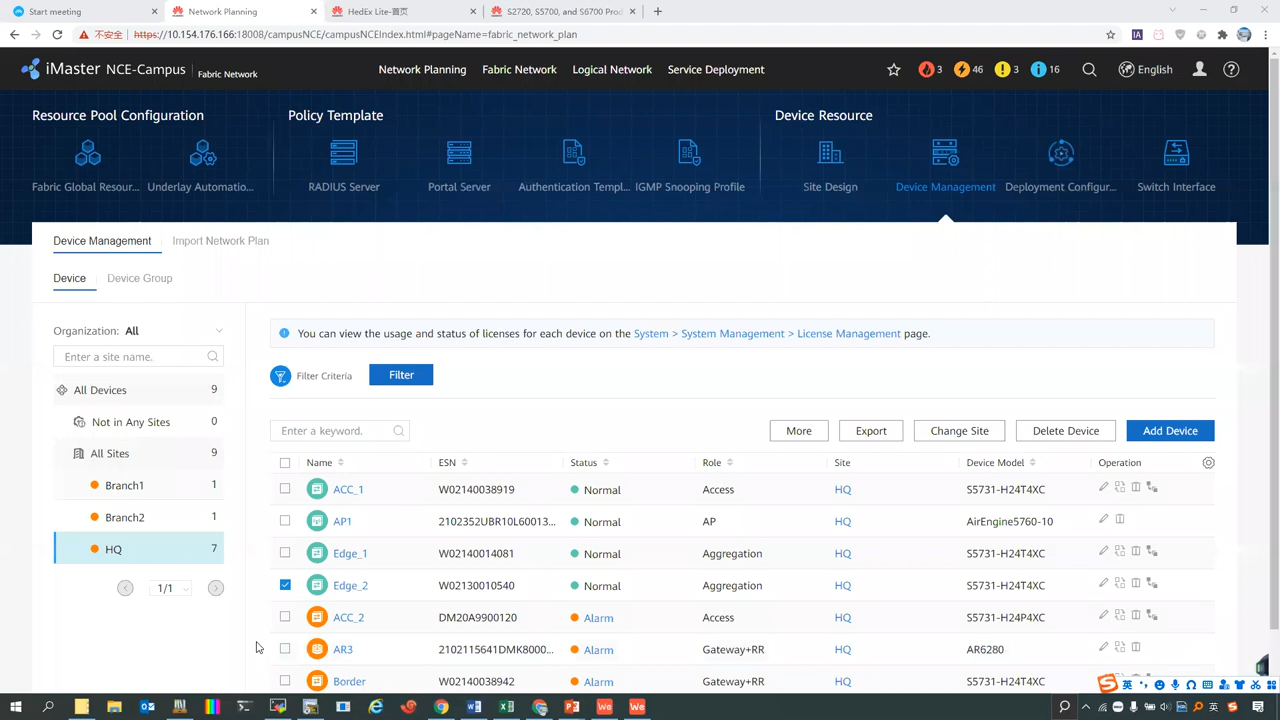 Start meeting
Network Planning
HedEx Lite-首页
S2720, S5700, and S6700 Prod
不安全 https://10.154.176.166:18008/campusNCE/campusNCEIndex.html#pageName=fabric_network_plan
iMaster NCE-Campus Fabric Network
Network Planning Fabric Network Logical Network Service Deployment
3 46 3 16 English
Resource Pool Configuration Policy Template Device Resource
Fabric Global Resour... Underlay Automatio... RADIUS Server Portal Server Authentication Templ... IGMP Snooping Profile Site Design Device Management Deployment Configur... Switch Interface
Device Management Import Network Plan
Device Device Group
Organization: All
Enter a site name.
All Devices 9
Not in Any Sites 0
All Sites 9
Branch1 1
Branch2 1
HQ 7
1/1
You can view the usage and status of licenses for each device on the System > System Management > License Management page.
Filter Criteria Filter
Enter a keyword. More Export Change Site Delete Device Add Device
Name ESN Status Role Site Device Model Operation
ACC_1 W02140038919 Normal Access HQ S5731-H24T4XC
AP1 2102352UBR10L60013... Normal AP HQ AirEngine5760-10
Edge_1 W02140014081 Normal Aggregation HQ S5731-H24T4XC
Edge_2 W02130010540 Normal Aggregation HQ S5731-H24T4XC
ACC_2 DM20A9900120 Alarm Access HQ S5731-H24P4XC
AR3 2102115641DMK8000... Alarm Gateway+RR HQ AR6280
Border W02140038942 Alarm Gateway+RR HQ S5731-H24T4XC
英
英